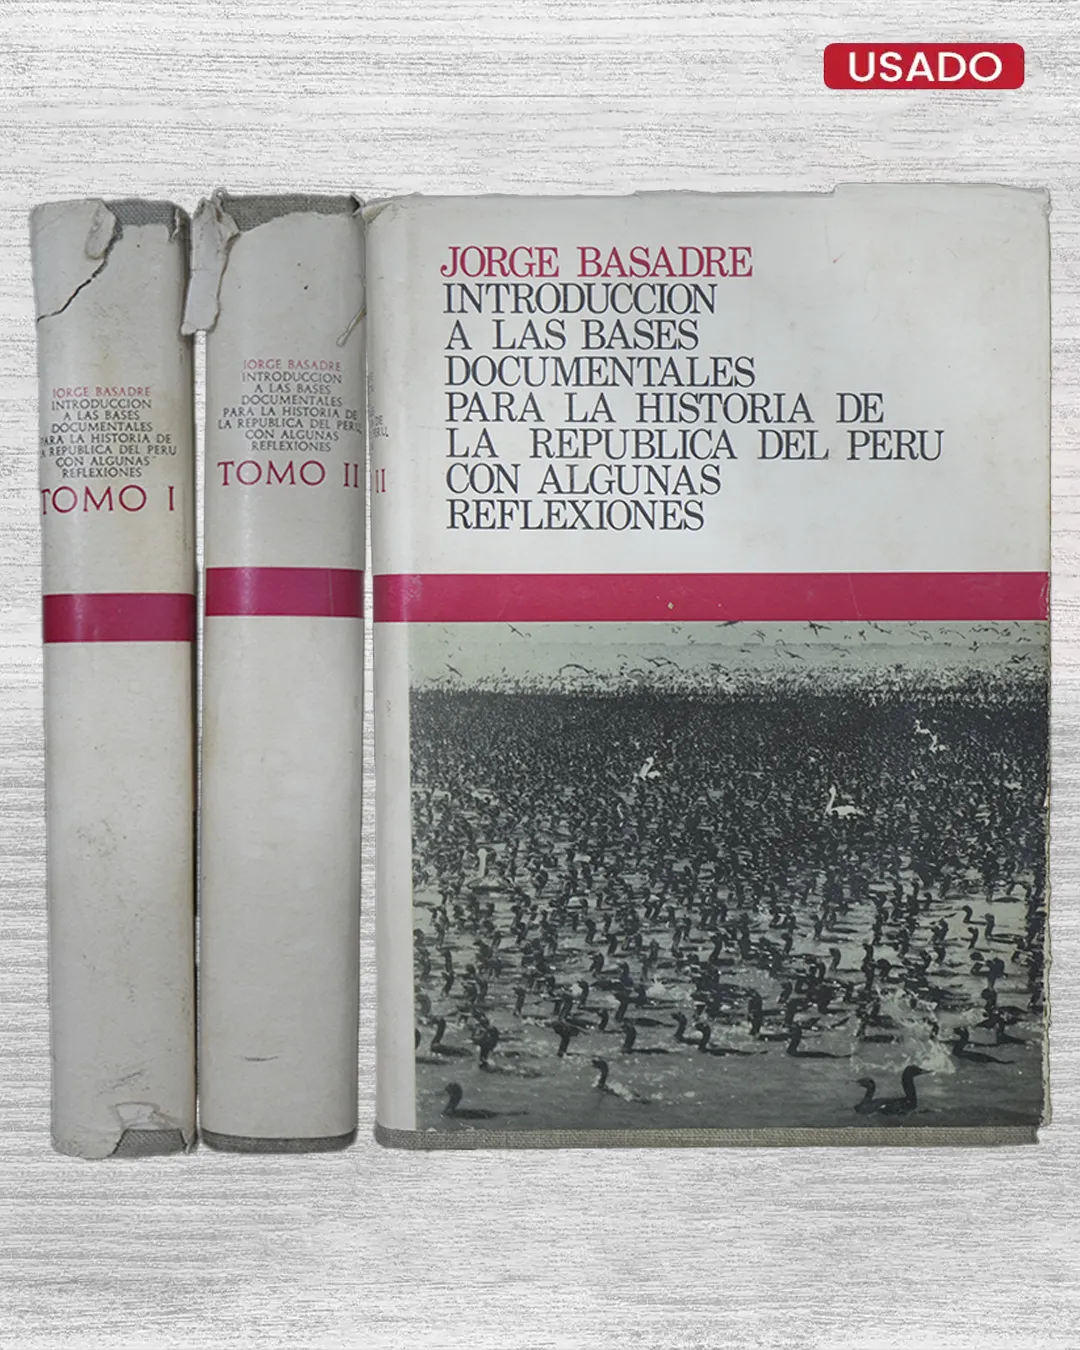 USADO
JORGE BASADRE
INTRODUCCION
A LAS BASES
DOCUMENTALES
PARA LA HISTORIA DE
LA REPUBLICA DEL PERU
CON ALGUNAS
REFLEXIONES
TOMO I
JORGE BASADRE
INTRODUCCION
A LAS BASES
DOCUMENTALES
PARA LA HISTORIA DE
LA REPUBLICA DEL PERU
CON ALGUNAS
REFLEXIONES
TOMO II
II
JORGE BASADRE
INTRODUCCION
A LAS BASES
DOCUMENTALES
PARA LA HISTORIA DE
LA REPUBLICA DEL PERU
CON ALGUNAS
REFLEXIONES